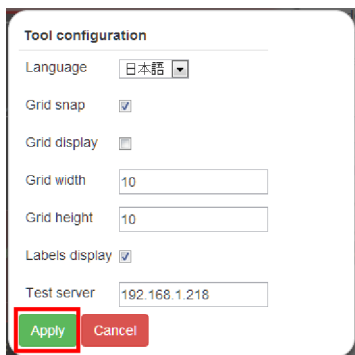 Tool configuration
Language 日本語
Grid snap
Grid display
Grid width 10
Grid height 10
Labels display
Test server 192.168.1.218
Apply Cancel